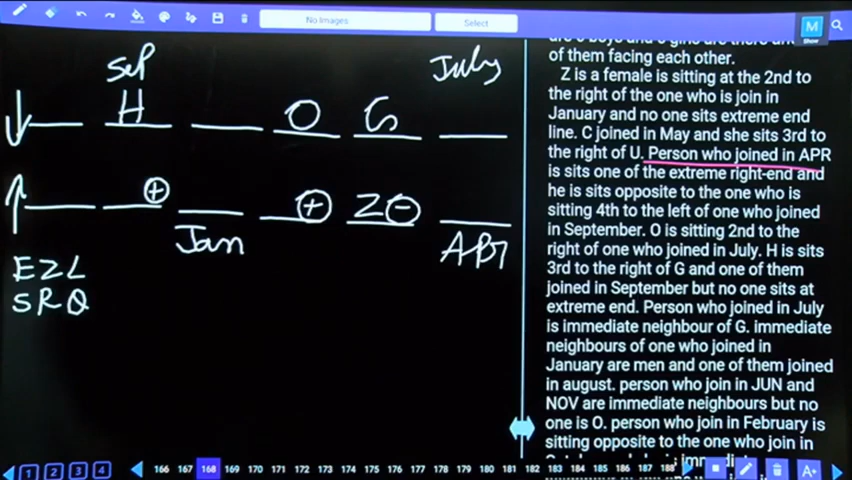 No Images
Select
M
Show
Sep
July
H
O
G
Z
Jan
APr
E Z L
S R Q
of them facing each other.
Z is a female is sitting at the 2nd to
the right of the one who is join in
January and no one sits extreme end
line. C joined in May and she sits 3rd to
the right of U. Person who joined in APR
is sits one of the extreme right-end and
he is sits opposite to the one who is
sitting 4th to the left of one who joined
in September. O is sitting 2nd to the
right of one who joined in July. H is sits
3rd to the right of G and one of them
joined in September but no one sits at
extreme end. Person who joined in July
is immediate neighbour of G. immediate
neighbours of one who joined in
January are men and one of them joined
in august. person who join in JUN and
NOV are immediate neighbours but no
one is O. person who join in February is
sitting opposite to the one who join in
1 2 3 4 166 167 168 169 170 171 172 173 174 175 176 177 178 179 180 181 182 183 184 185 186 187 188 A+